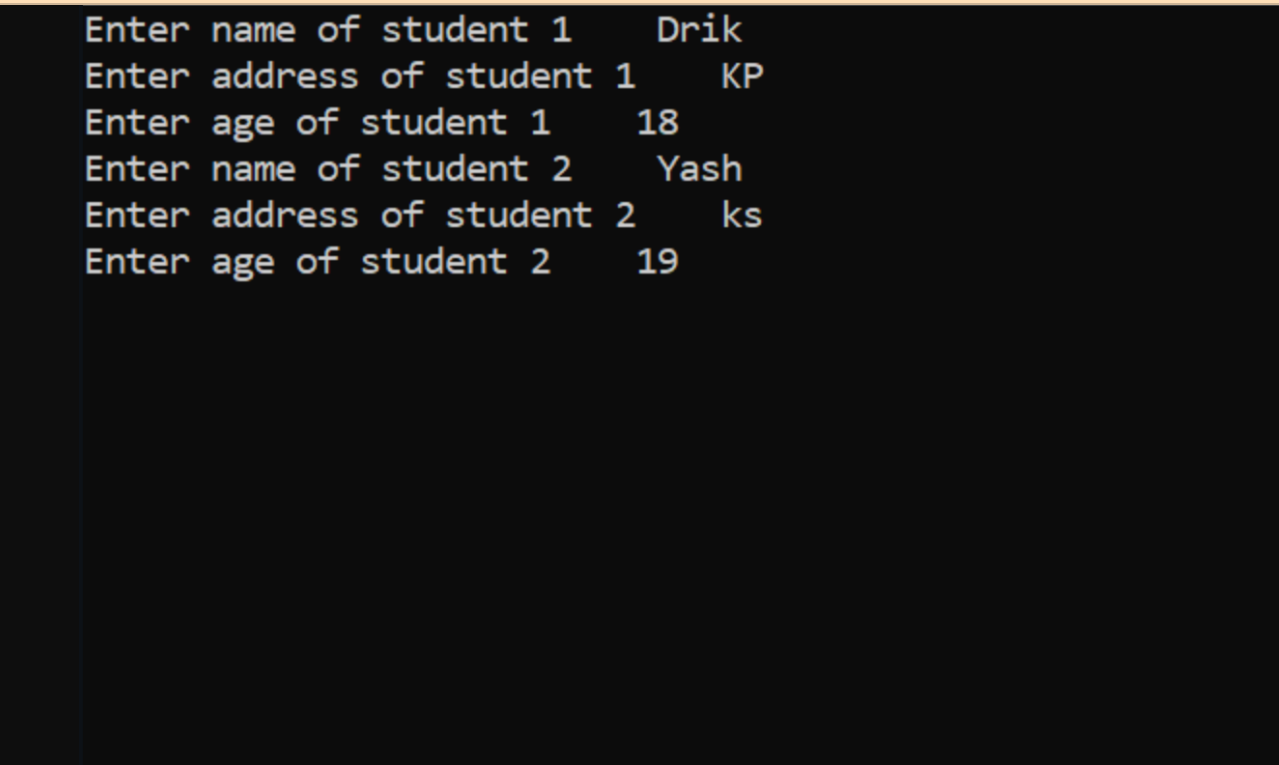 Enter name of student 1    Drik
Enter address of student 1    KP
Enter age of student 1    18
Enter name of student 2    Yash
Enter address of student 2    ks
Enter age of student 2    19